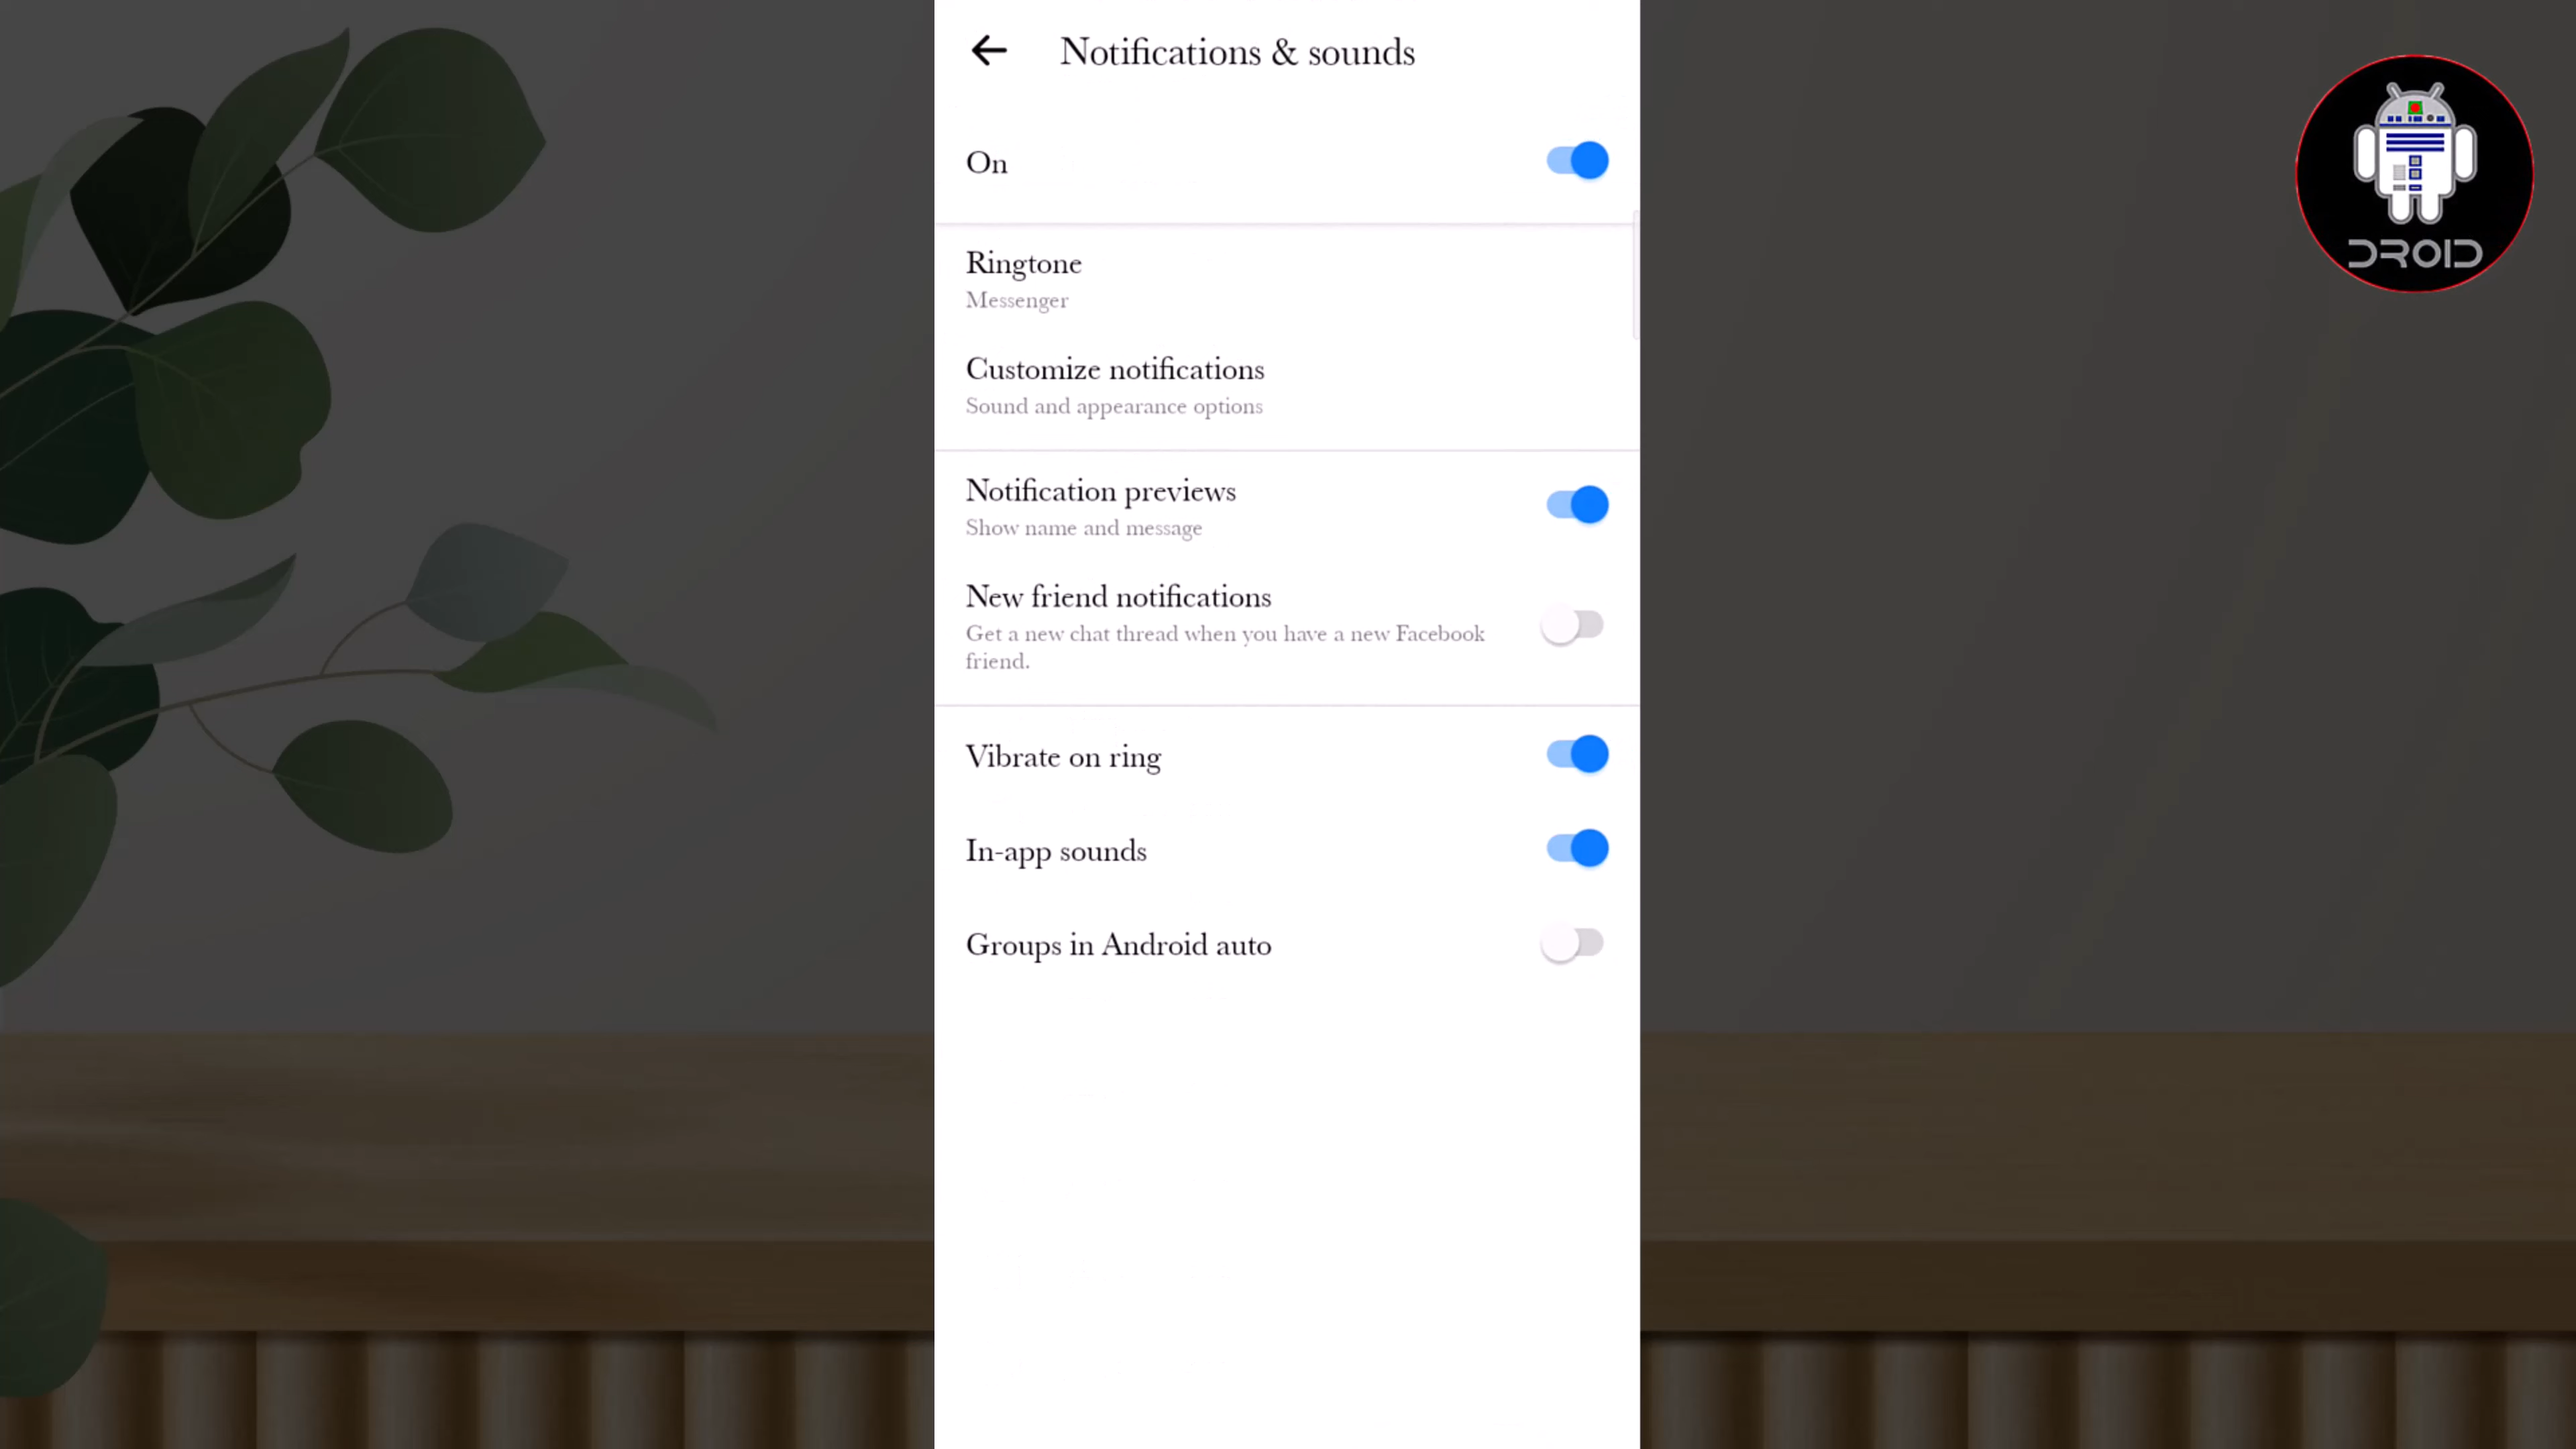 Notifications & sounds
On
Ringtone
Messenger
Customize notifications
Sound and appearance options
Notification previews
Show name and message
New friend notifications
Get a new chat thread when you have a new Facebook
friend.
Vibrate on ring
In-app sounds
Groups in Android auto
DROID